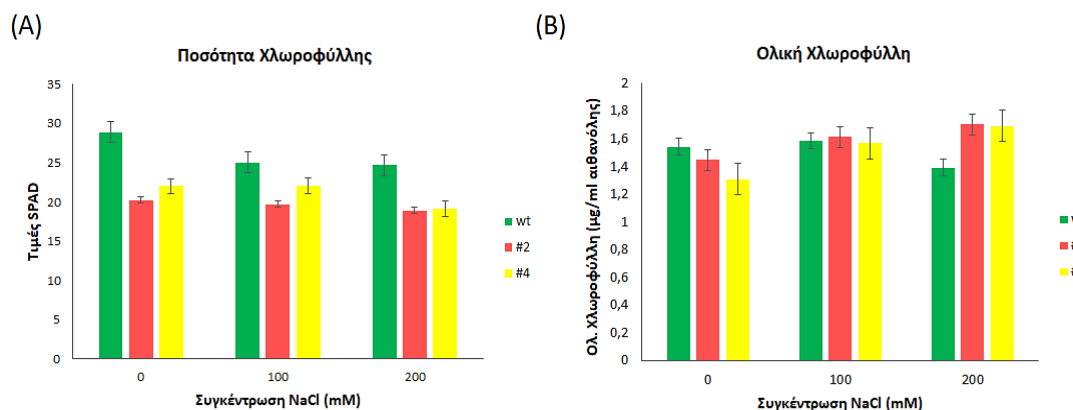 (A)
Ποσότητα Χλωροφύλλης
Τιμές SPAD
35
30
25
20
15
10
5
0
0 100 200
Συγκέντρωση NaCl (mM)
wt
#2
#4
(B)
Ολική Χλωροφύλλη
Ολ. Χλωροφύλλη (μg/ml αιθανόλης)
2
1,8
1,6
1,4
1,2
1
0,8
0,6
0,4
0,2
0
0 100 200
Συγκέντρωση NaCl (mM)
#
#